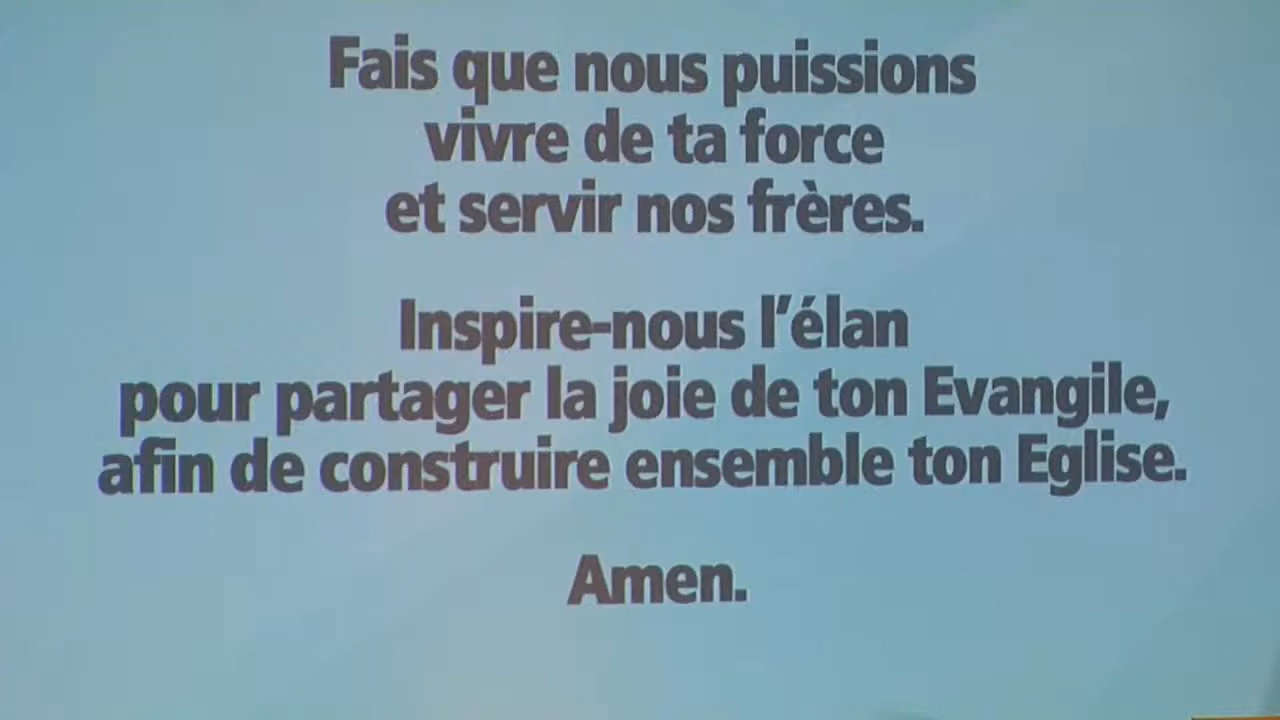 Fais que nous puissions
vivre de ta force
et servir nos frères.
Inspire-nous l’élan
pour partager la joie de ton Evangile,
afin de construire ensemble ton Eglise.
Amen.